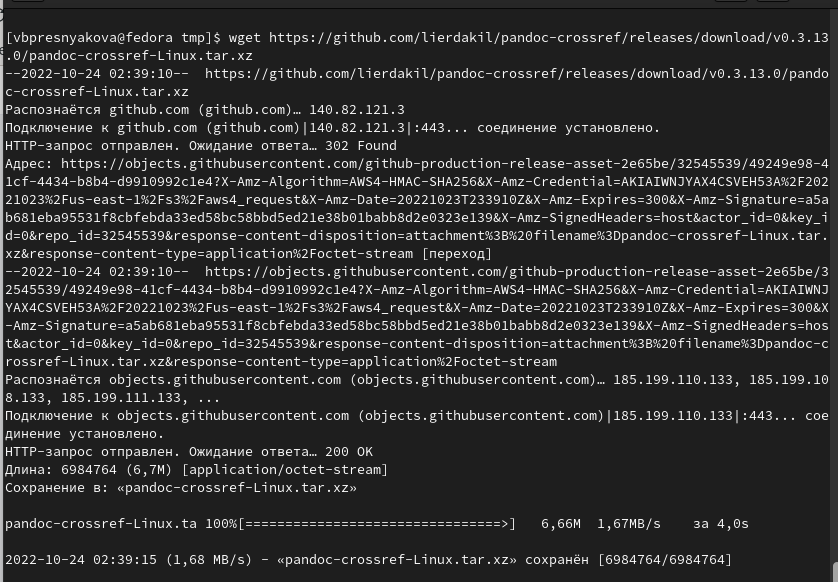 [vbpresnyakova@fedora tmp]$ wget https://github.com/lierdakil/pandoc-crossref/releases/download/v0.3.13
.0/pandoc-crossref-Linux.tar.xz
--2022-10-24 02:39:10--  https://github.com/lierdakil/pandoc-crossref/releases/download/v0.3.13.0/pando
c-crossref-Linux.tar.xz
Распознаётся github.com (github.com)… 140.82.121.3
Подключение к github.com (github.com)|140.82.121.3|:443... соединение установлено.
HTTP-запрос отправлен. Ожидание ответа… 302 Found
Адрес: https://objects.githubusercontent.com/github-production-release-asset-2e65be/32545539/49249e98-4
1cf-4434-b8b4-d9910992c1e4?X-Amz-Algorithm=AWS4-HMAC-SHA256&X-Amz-Credential=AKIAIWNJYAX4CSVEH53A%2F202
21023%2Fus-east-1%2Fs3%2Faws4_request&X-Amz-Date=20221023T233910Z&X-Amz-Expires=300&X-Amz-Signature=a5a
b681eba95531f8cbfebda33ed58bc58bbd5ed21e38b01babb8d2e0323e139&X-Amz-SignedHeaders=host&actor_id=0&key_i
d=0&repo_id=32545539&response-content-disposition=attachment%3B%20filename%3Dpandoc-crossref-Linux.tar.
xz&response-content-type=application%2Foctet-stream [переход]
--2022-10-24 02:39:10--  https://objects.githubusercontent.com/github-production-release-asset-2e65be/3
2545539/49249e98-41cf-4434-b8b4-d9910992c1e4?X-Amz-Algorithm=AWS4-HMAC-SHA256&X-Amz-Credential=AKIAIWNJ
YAX4CSVEH53A%2F20221023%2Fus-east-1%2Fs3%2Faws4_request&X-Amz-Date=20221023T233910Z&X-Amz-Expires=300&X
-Amz-Signature=a5ab681eba95531f8cbfebda33ed58bc58bbd5ed21e38b01babb8d2e0323e139&X-Amz-SignedHeaders=hos
t&actor_id=0&key_id=0&repo_id=32545539&response-content-disposition=attachment%3B%20filename%3Dpandoc-c
rossref-Linux.tar.xz&response-content-type=application%2Foctet-stream
Распознаётся objects.githubusercontent.com (objects.githubusercontent.com)… 185.199.110.133, 185.199.10
8.133, 185.199.111.133, ...
Подключение к objects.githubusercontent.com (objects.githubusercontent.com)|185.199.110.133|:443... сое
динение установлено.
HTTP-запрос отправлен. Ожидание ответа… 200 OK
Длина: 6984764 (6,7M) [application/octet-stream]
Сохранение в: «pandoc-crossref-Linux.tar.xz»
pandoc-crossref-Linux.ta 100%[================================>]   6,66M  1,67MB/s    за 4,0s
2022-10-24 02:39:15 (1,68 MB/s) - «pandoc-crossref-Linux.tar.xz» сохранён [6984764/6984764]